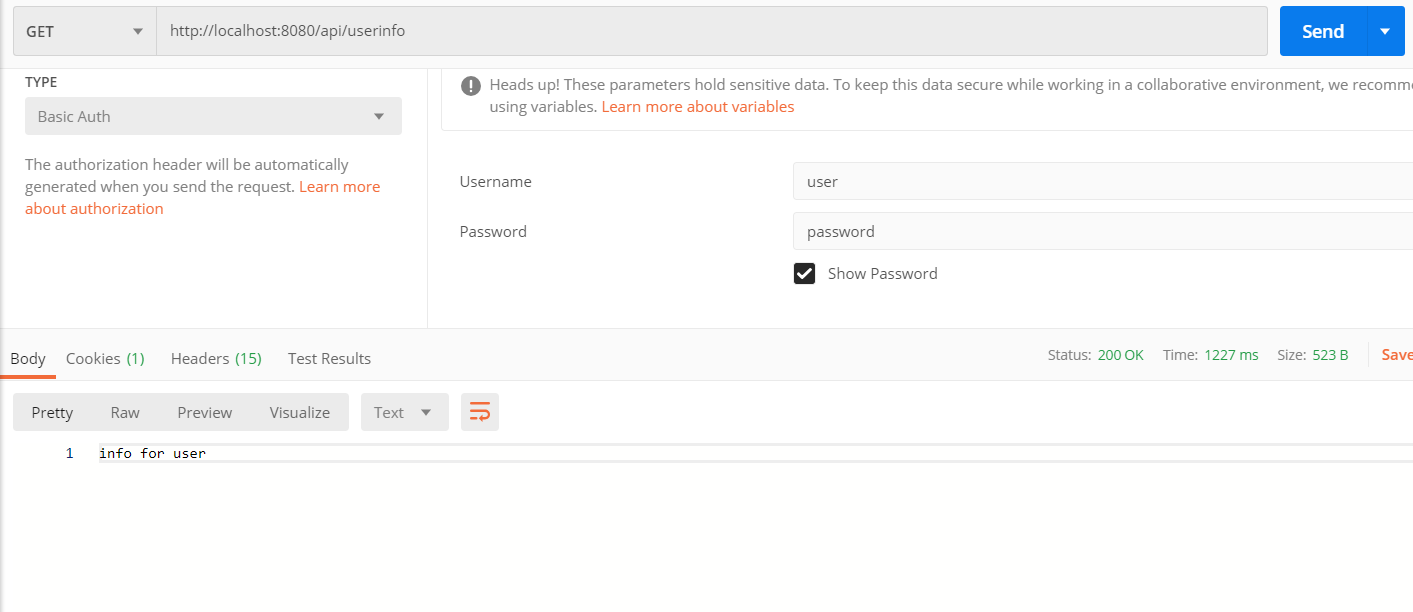 GET http://localhost:8080/api/userinfo Send
TYPE
Basic Auth
The authorization header will be automatically
generated when you send the request. Learn more
about authorization
Heads up! These parameters hold sensitive data. To keep this data secure while working in a collaborative environment, we recomm
using variables. Learn more about variables
Username user
Password password
Show Password
Body Cookies (1) Headers (15) Test Results Status: 200 OK Time: 1227 ms Size: 523 B Save
Pretty Raw Preview Visualize Text
1 info for user